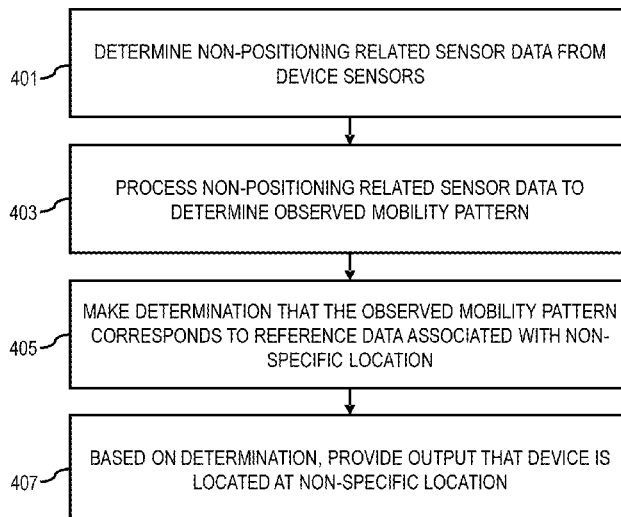 401
DETERMINE NON-POSITIONING RELATED SENSOR DATA FROM
DEVICE SENSORS
403
PROCESS NON-POSITIONING RELATED SENSOR DATA TO
DETERMINE OBSERVED MOBILITY PATTERN
405
MAKE DETERMINATION THAT THE OBSERVED MOBILITY PATTERN
CORRESPONDS TO REFERENCE DATA ASSOCIATED WITH NON-
SPECIFIC LOCATION
407
BASED ON DETERMINATION, PROVIDE OUTPUT THAT DEVICE IS
LOCATED AT NON-SPECIFIC LOCATION